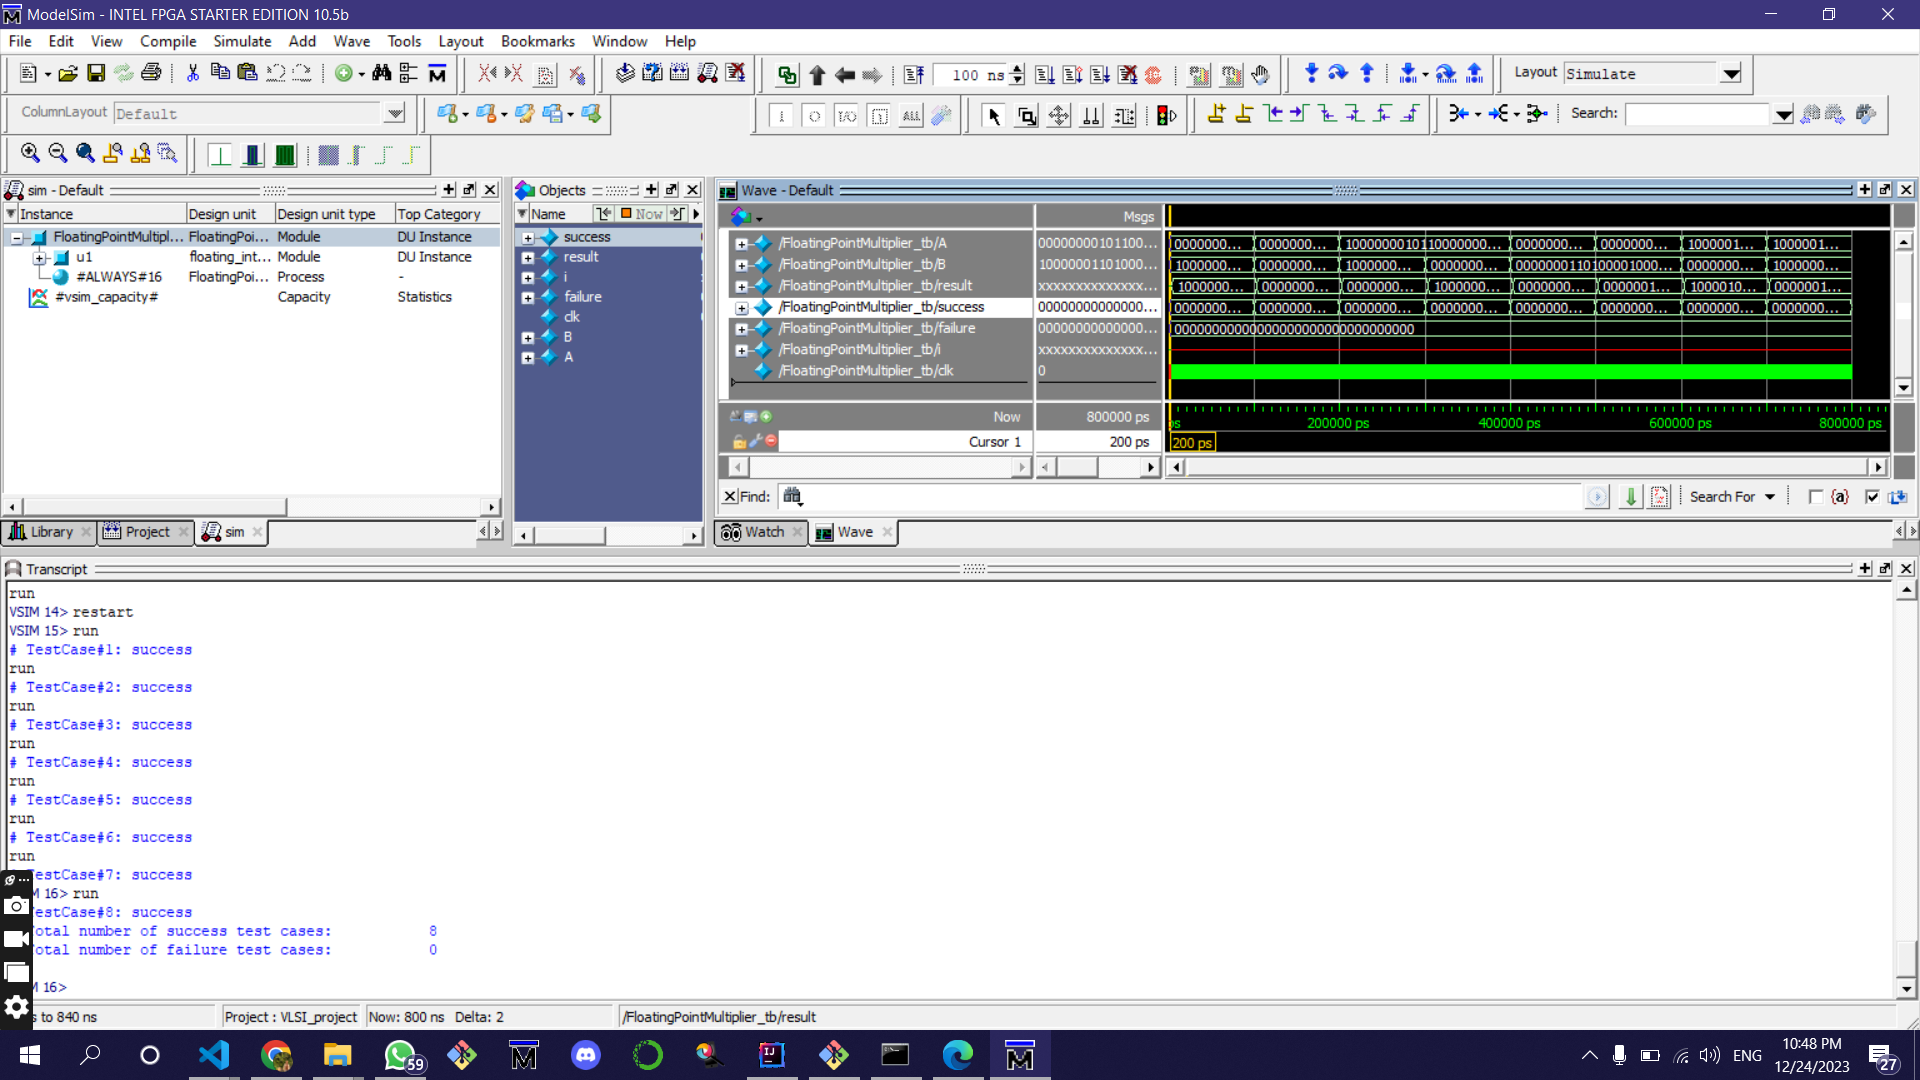 ModelSim - INTEL FPGA STARTER EDITION 10.5b
File Edit View Compile Simulate Add Wave Tools Layout Bookmarks Window Help
100 ns
Layout Simulate
ColumnLayout Default
Search:
sim - Default
Instance Design unit Design unit type Top Category
FloatingPointMultipl... FloatingPoi... Module DU Instance
u1 floating_int... Module DU Instance
#ALWAYS#16 FloatingPoi... Process -
#vsim_capacity# Capacity Statistics
Library Project sim
Objects
Name Now
success
result
i
failure
clk
B
A
Wave - Default
Msgs
/FloatingPointMultiplier_tb/A 00000000101100... 0000000... 0000000... 10000000101100000000... 0000000... 0000000... 1000001... 1000001...
/FloatingPointMultiplier_tb/B 10000001101000... 1000000... 0000000... 1000000... 0000000... 0000000110100001000... 0000000... 1000000...
/FloatingPointMultiplier_tb/result xxxxxxxxxxxxxx... 1000000... 0000000... 0000000... 1000000... 0000000... 0000001... 1000010... 0000001...
/FloatingPointMultiplier_tb/success 00000000000000... 0000000... 0000000... 0000000... 0000000... 0000000... 0000000... 0000000... 0000000...
/FloatingPointMultiplier_tb/failure 00000000000000... 00000000000000000000000000000000
/FloatingPointMultiplier_tb/i xxxxxxxxxxxxxx...
/FloatingPointMultiplier_tb/clk 0
Now 800000 ps ps 200000 ps 400000 ps 600000 ps 800000 ps
Cursor 1 200 ps 200 ps
Find: Search For
Watch Wave
Transcript
run
VSIM 14> restart
VSIM 15> run
# TestCase#1: success
run
# TestCase#2: success
run
# TestCase#3: success
run
# TestCase#4: success
run
# TestCase#5: success
run
# TestCase#6: success
run
estCase#7: success
M 16> run
estCase#8: success
otal number of success test cases: 8
otal number of failure test cases: 0
M 16>
s to 840 ns Project : VLSI_project Now: 800 ns Delta: 2 /FloatingPointMultiplier_tb/result
59
ENG
10:48 PM
12/24/2023
27